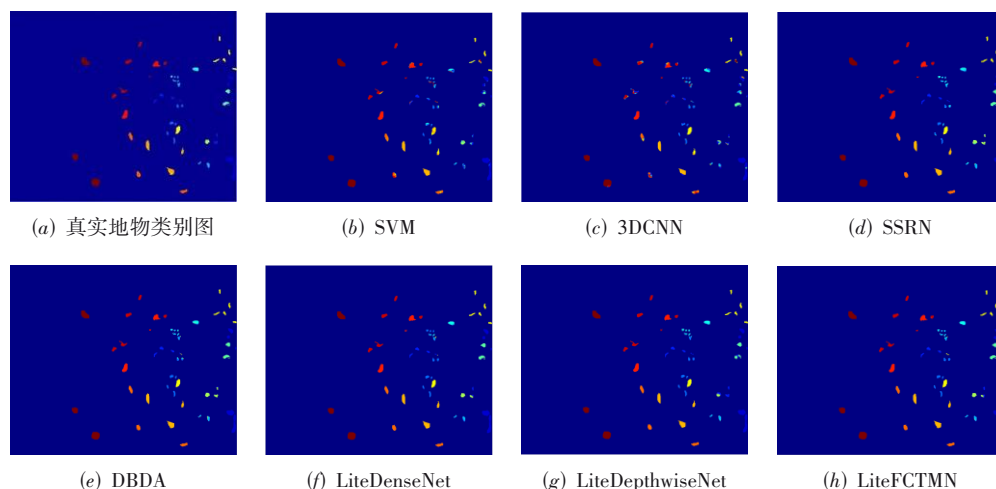 (a) 真实地物类别图
(b) SVM
(c) 3DCNN
(d) SSRN
(e) DBDA
(f) LiteDenseNet
(g) LiteDepthwiseNet
(h) LiteFCTMN